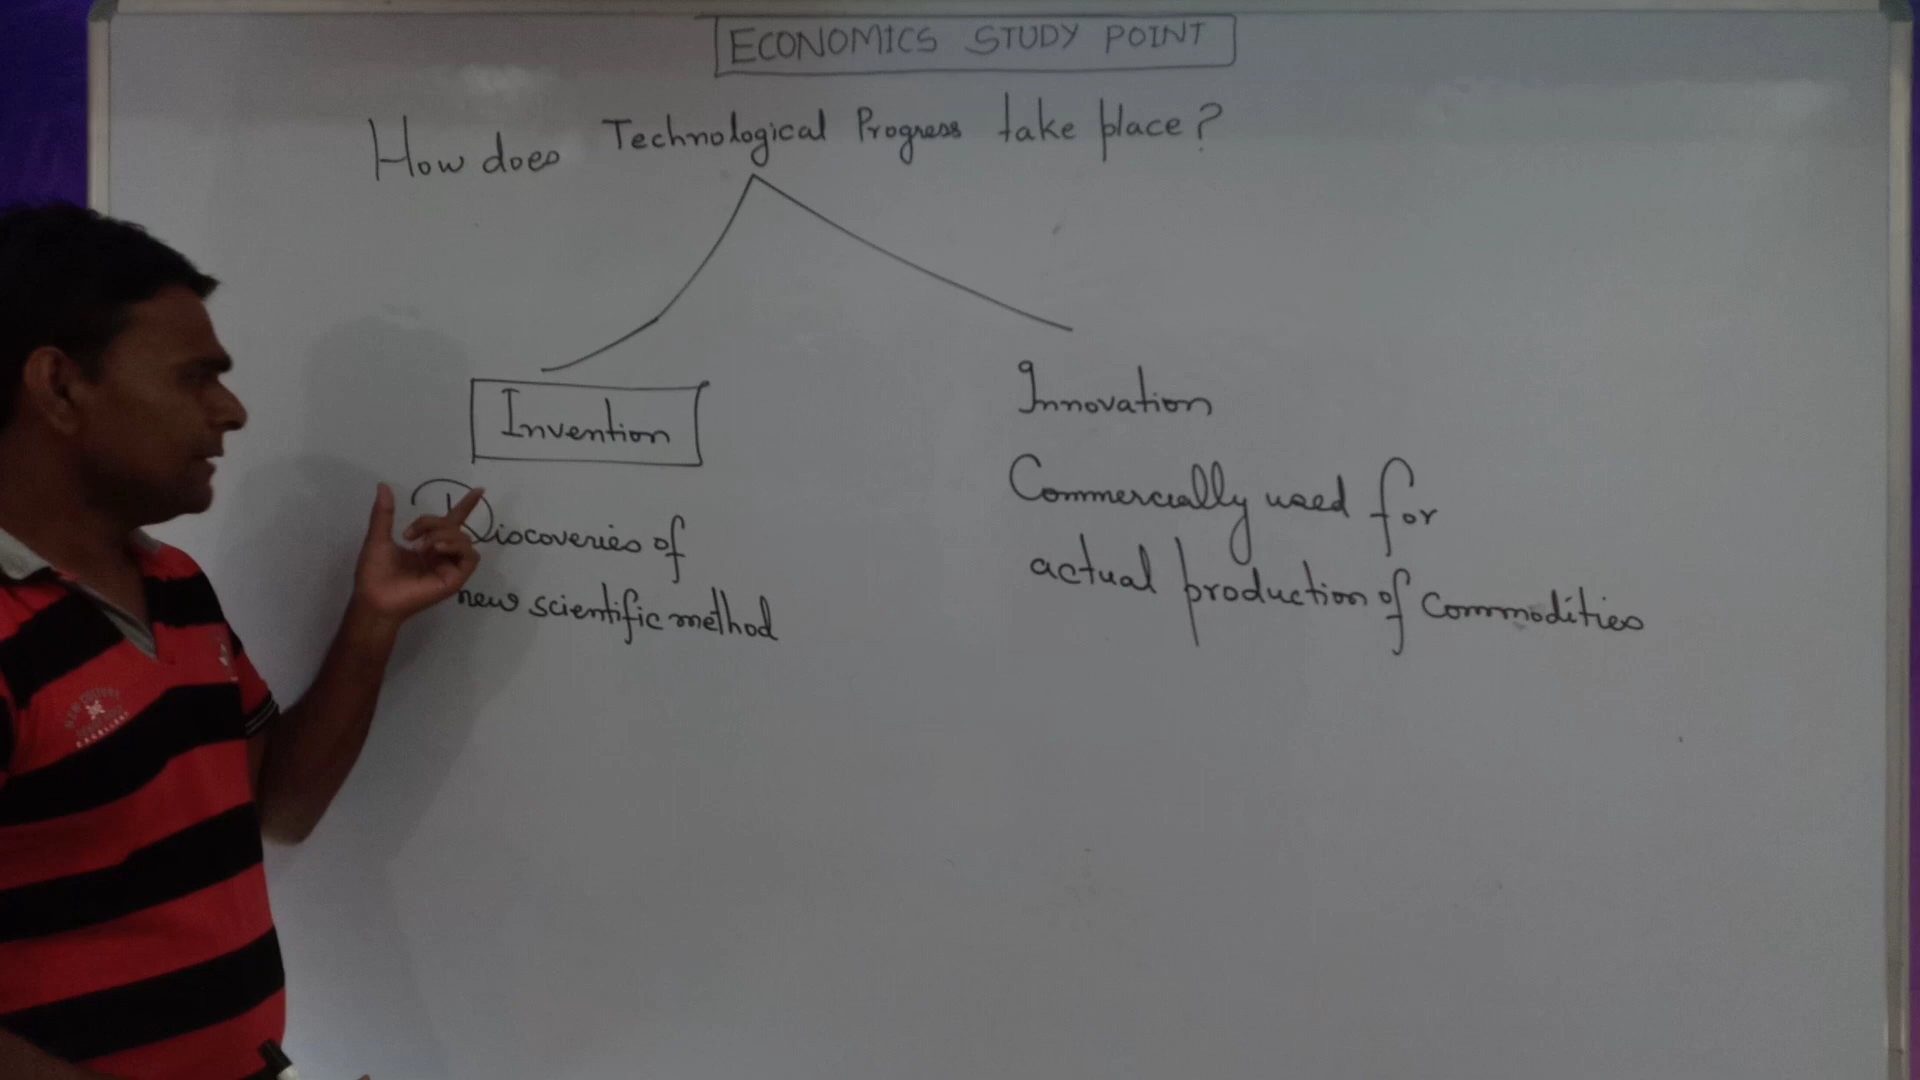 ECONOMICS STUDY POINT
How does Technological Progress take place?
Invention
Discoveries of
new scientific method
Innovation
Commercially used for
actual production of commodities